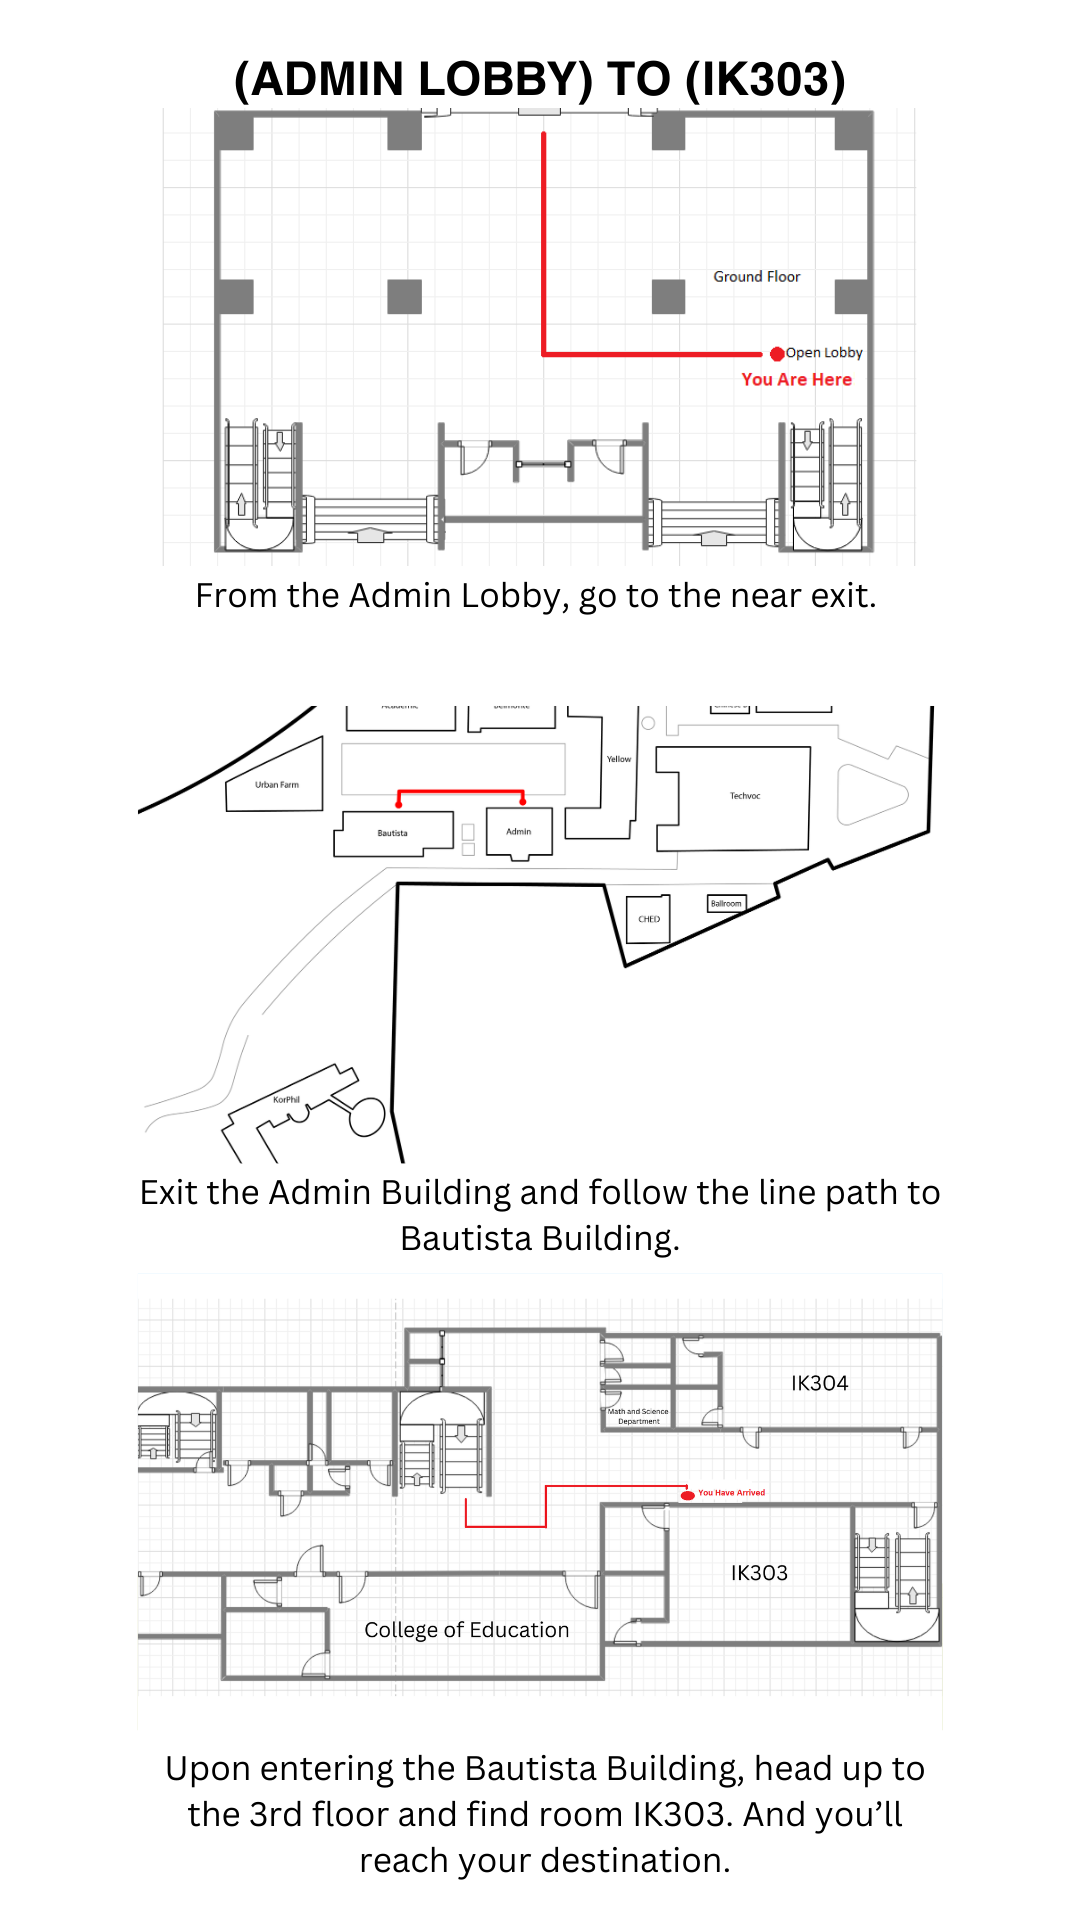 (ADMIN LOBBY) TO (IK303)
Ground Floor
Open Lobby
You Are Here
From the Admin Lobby, go to the near exit.
Urban Farm
Yellow
Techvoc
Bautista
Admin
CHED
Ballroom
KorPhil
Exit the Admin Building and follow the line path to
Bautista Building.
IK304
Math and Science
Department
You Have Arrived
IK303
College of Education
Upon entering the Bautista Building, head up to
the 3rd floor and find room IK303. And you’ll
reach your destination.